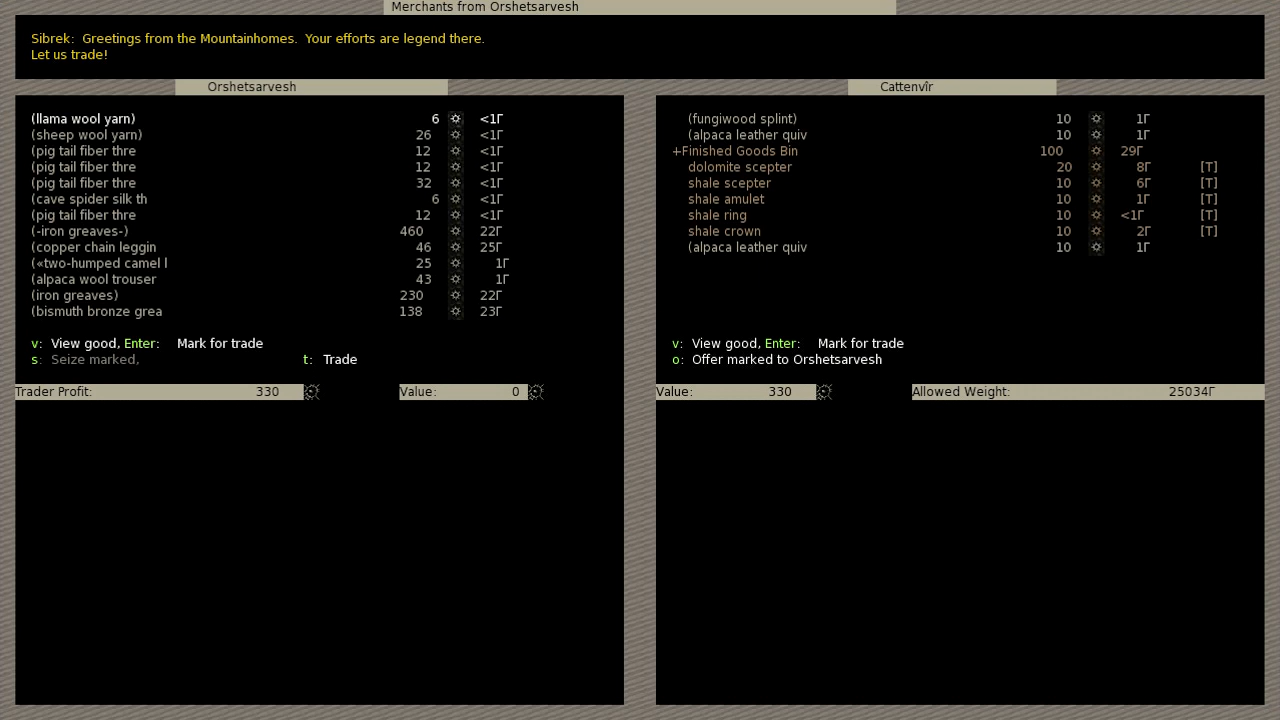 Merchants from Orshetsarvesh
Sibrek:  Greetings from the Mountainhomes.  Your efforts are legend there.
Let us trade!
Orshetsarvesh
(llama wool yarn) 6 ☼ <1Γ
(sheep wool yarn) 26 ☼ <1Γ
(pig tail fiber thre 12 ☼ <1Γ
(pig tail fiber thre 12 ☼ <1Γ
(pig tail fiber thre 32 ☼ <1Γ
(cave spider silk th 6 ☼ <1Γ
(pig tail fiber thre 12 ☼ <1Γ
(-iron greaves-) 460 ☼ 22Γ
(copper chain leggin 46 ☼ 25Γ
(«two-humped camel l 25 ☼ 1Γ
(alpaca wool trouser 43 ☼ 1Γ
(iron greaves) 230 ☼ 22Γ
(bismuth bronze grea 138 ☼ 23Γ
v: View good, Enter: Mark for trade
s: Seize marked, t: Trade
Trader Profit: 330☼ Value: 0☼
Cattenvîr
(fungiwood splint) 10 ☼ 1Γ
(alpaca leather quiv 10 ☼ 1Γ
+Finished Goods Bin 100 ☼ 29Γ
dolomite scepter 20 ☼ 8Γ [T]
shale scepter 10 ☼ 6Γ [T]
shale amulet 10 ☼ 1Γ [T]
shale ring 10 ☼ <1Γ [T]
shale crown 10 ☼ 2Γ [T]
(alpaca leather quiv 10 ☼ 1Γ
v: View good, Enter: Mark for trade
o: Offer marked to Orshetsarvesh
Value: 330☼ Allowed Weight: 25034Γ